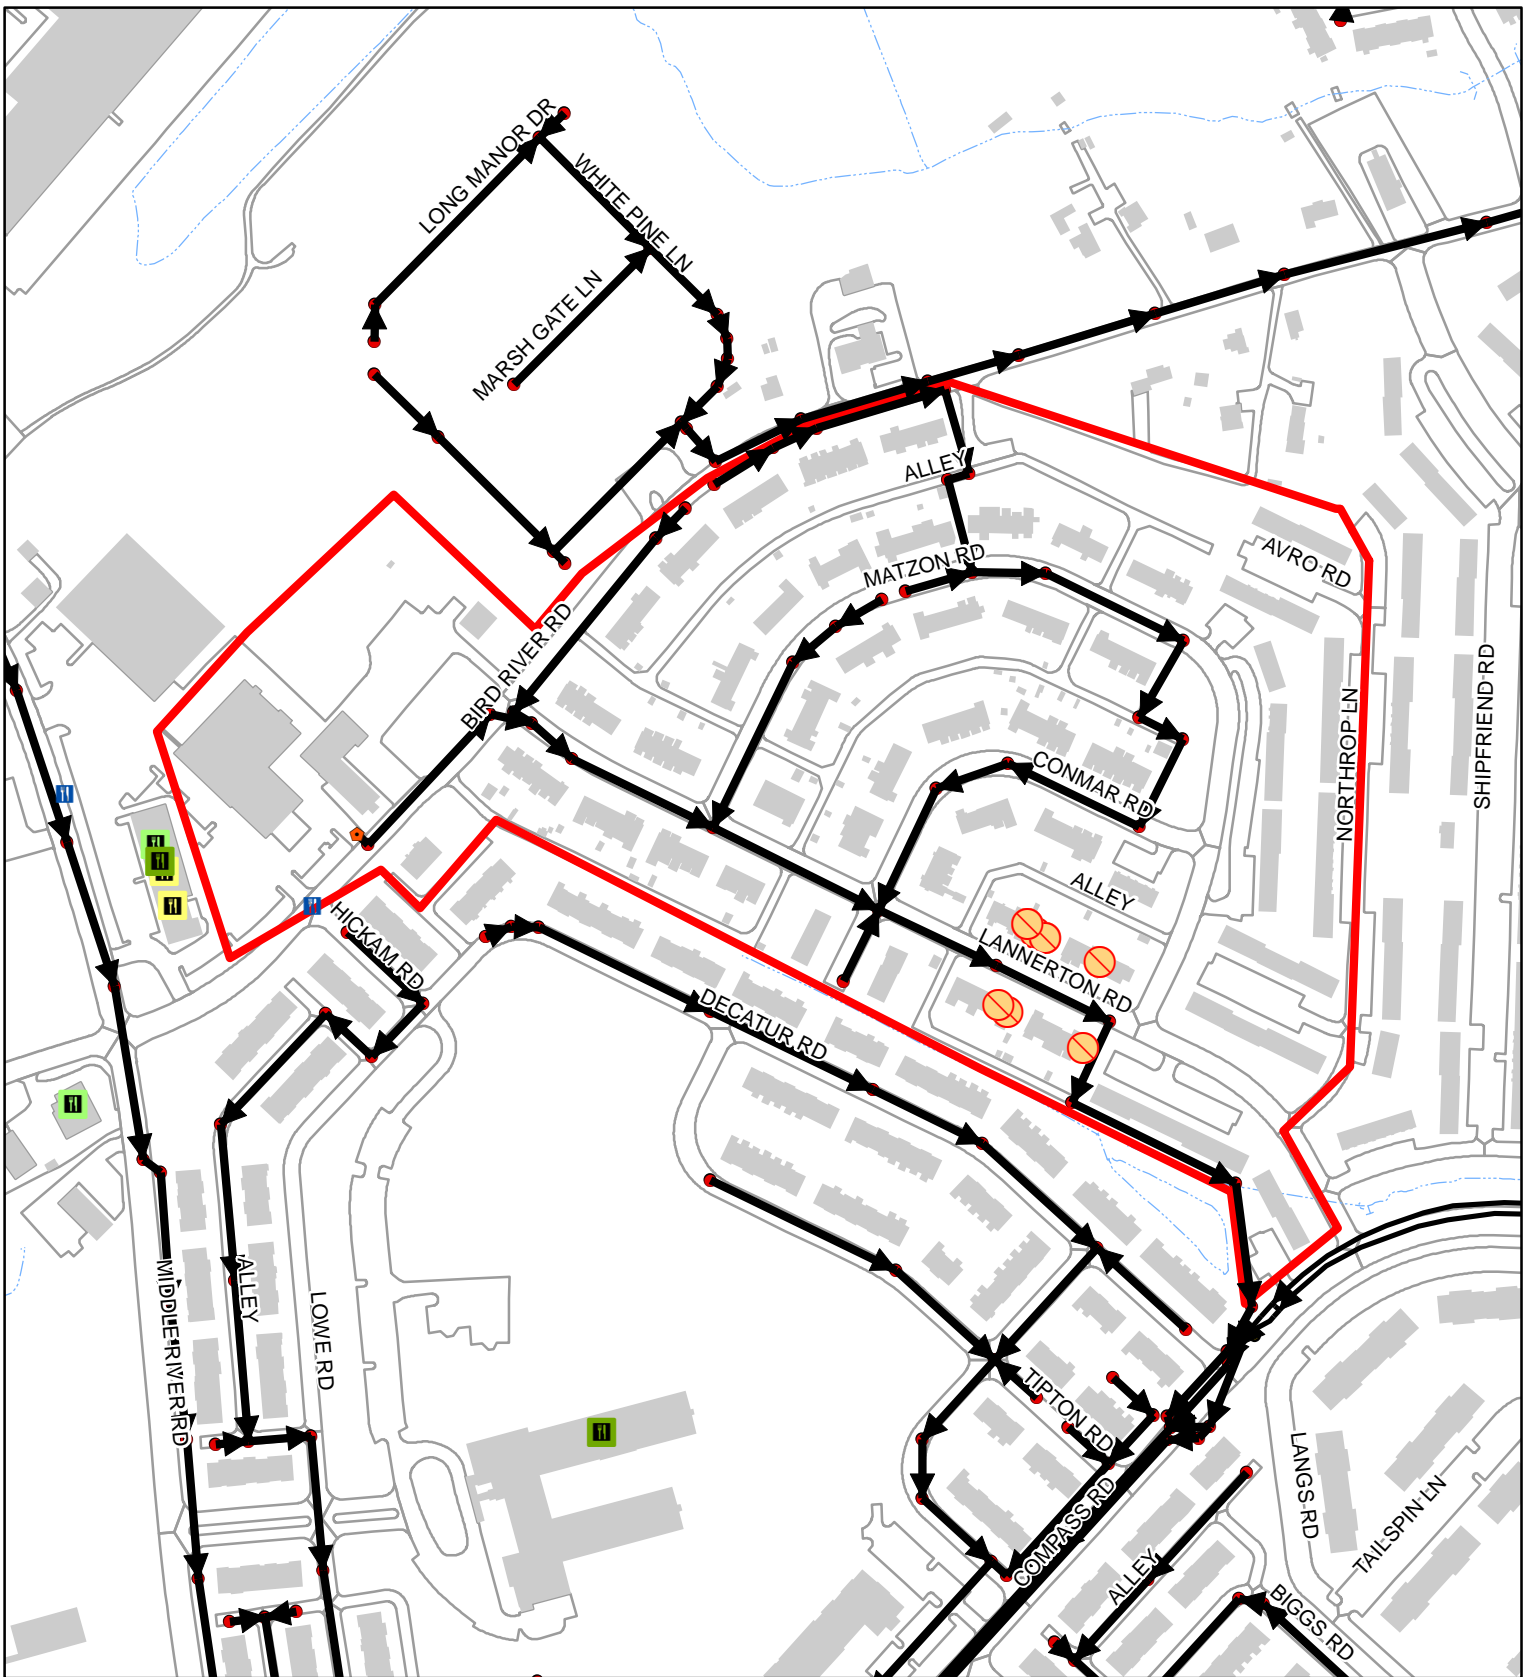 LONG MANOR DR
WHITE PINE LN
MARSH GATE LN
ALLEY
MATZON RD
AVRO RD
BIRD RIVER RD
NORTHROP LN
SHIPFRIEND RD
CONMAR RD
ALLEY
HICKAM RD
LANNERTON RD
DECATUR RD
MIDDLE RIVER RD
ALLEY
LOWE RD
TIPTON RD
COMPASS RD
LANGS RD
TAILSPIN LN
ALLEY
BIGGS RD